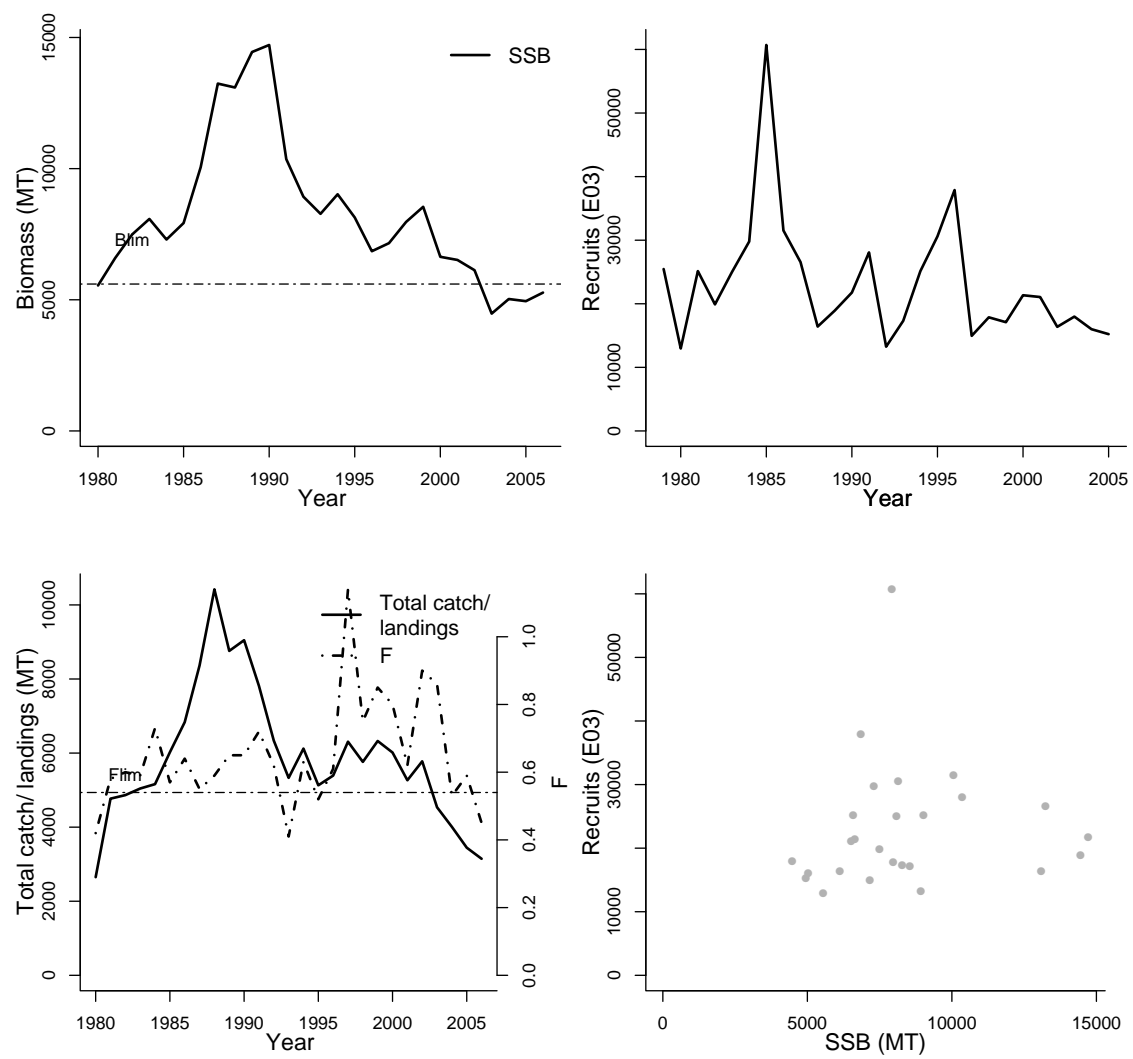 SSB
Biomass (MT)
15000
10000
5000
0
Blim
1980 1985 1990 1995 2000 2005
Year
Recruits (E03)
50000
30000
10000
0
1980 1985 1990 1995 2000 2005
Year
Total catch/
landings
F
Total catch/ landings (MT)
10000
8000
6000
4000
2000
0
Flim
1.0
0.8
0.6
0.4
0.2
0.0
F
1980 1985 1990 1995 2000 2005
Year
Recruits (E03)
50000
30000
10000
0
0 5000 10000 15000
SSB (MT)